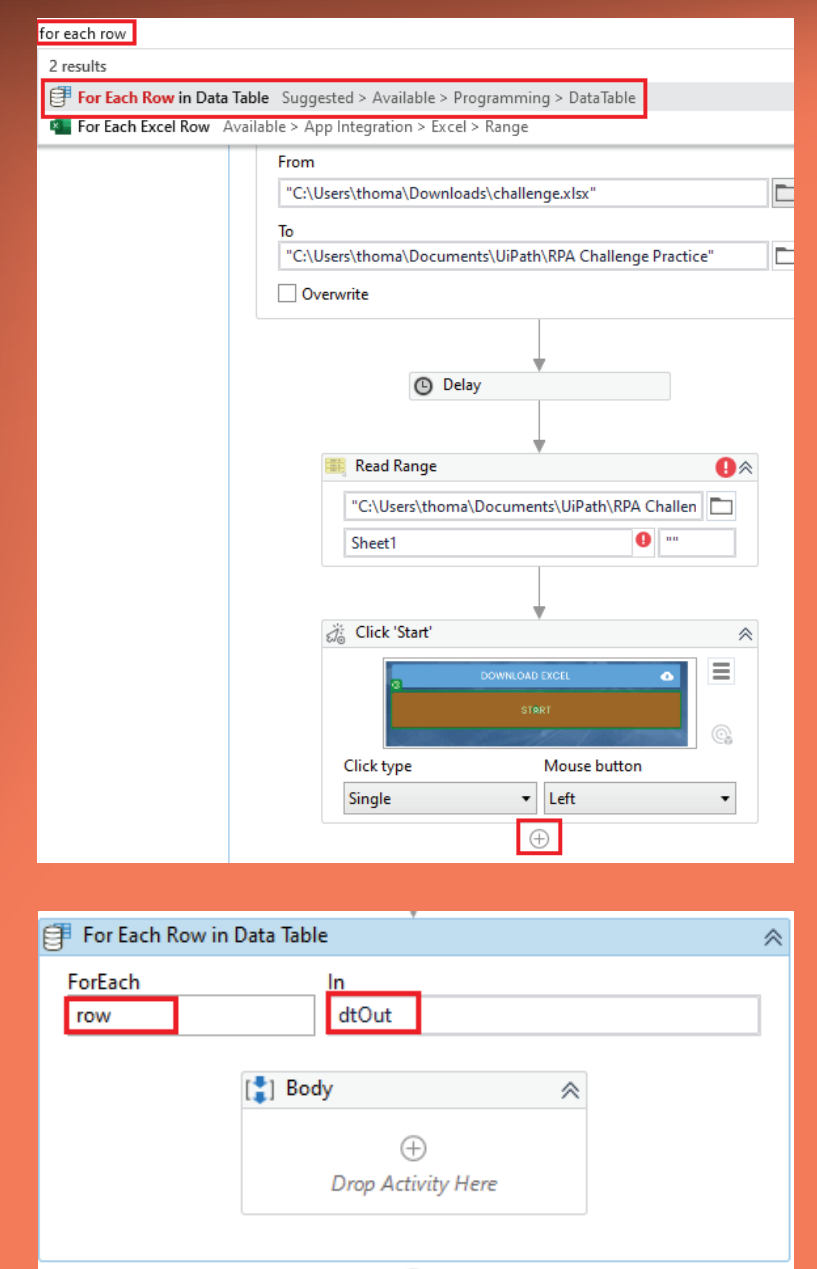 for each row
2 results
For Each Row in Data Table Suggested > Available > Programming > DataTable
For Each Excel Row Available > App Integration > Excel > Range
From
"C:\Users\thoma\Downloads\challenge.xlsx"
To
"C:\Users\thoma\Documents\UiPath\RPA Challenge Practice"
Overwrite
Delay
Read Range
"C:\Users\thoma\Documents\UiPath\RPA Challen
Sheet1 ""
Click 'Start'
DOWNLOAD EXCEL
START
Click type Mouse button
Single Left
For Each Row in Data Table
ForEach In
row dtOut
Body
Drop Activity Here